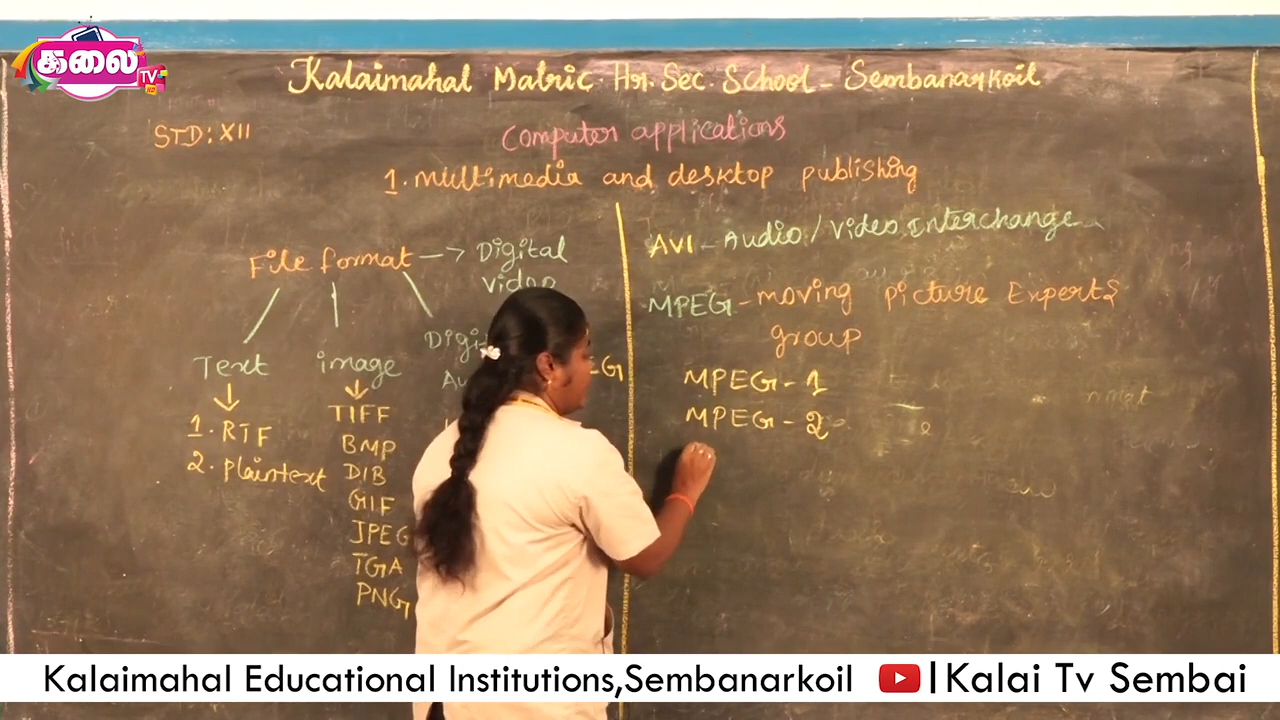 கலை
TV
HD
Kalaimahal Matric. Hr. Sec. School - Sembanarkoil
STD: XII
Computer applications
1. multimedia and desktop publishing
File format -> Digital
video
Text
1. RTF
2. plaintext
image
TIFF
BMP
DIB
GIF
JPEG
TGA
PNG
AVI - Audio / Video Interchange
MPEG - moving picture Experts
group
MPEG - 1
MPEG - 2
Kalaimahal Educational Institutions,Sembanarkoil | Kalai Tv Sembai